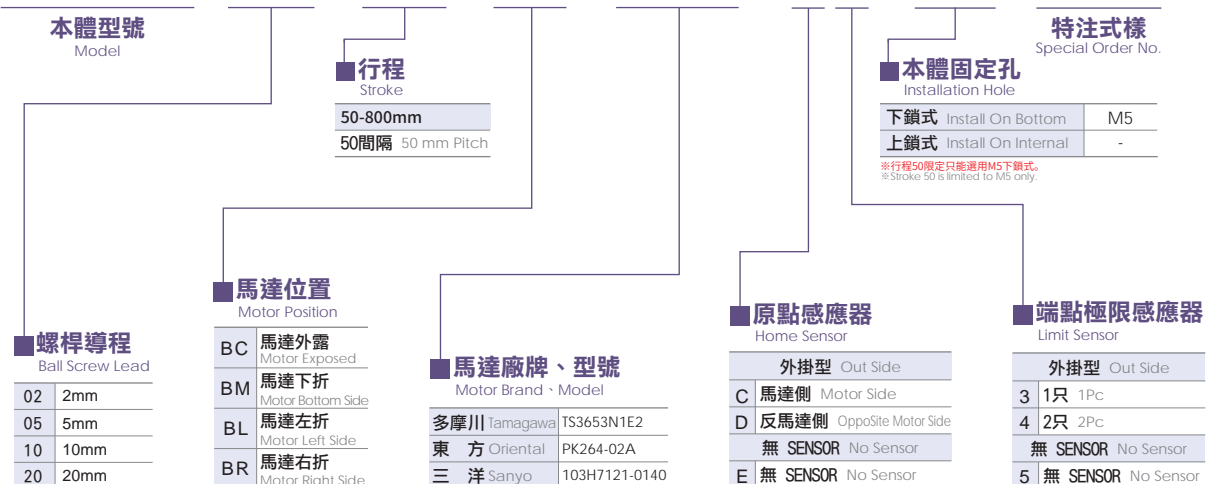 本體型號
Model
行程
Stroke
50-800mm
50間隔 50 mm Pitch
本體固定孔
Installation Hole
下鎖式 Install On Bottom M5
上鎖式 Install On Internal -
※行程50限定只能選用M5下鎖式。
※Stroke 50 is limited to M5 only.
特注式樣
Special Order No.
螺桿導程
Ball Screw Lead
02 2mm
05 5mm
10 10mm
20 20mm
馬達位置
Motor Position
BC 馬達外露
Motor Exposed
BM 馬達下折
Motor Bottom Side
BL 馬達左折
Motor Left Side
BR 馬達右折
Motor Right Side
馬達廠牌、型號
Motor Brand、Model
多摩川 Tamagawa TS3653N1E2
東 方 Oriental PK264-02A
三 洋 Sanyo 103H7121-0140
原點感應器
Home Sensor
外掛型 Out Side
C 馬達側 Motor Side
D 反馬達側 OppoSite Motor Side
無 SENSOR No Sensor
E 無 SENSOR No Sensor
端點極限感應器
Limit Sensor
外掛型 Out Side
3 1只 1Pc
4 2只 2Pc
無 SENSOR No Sensor
5 無 SENSOR No Sensor